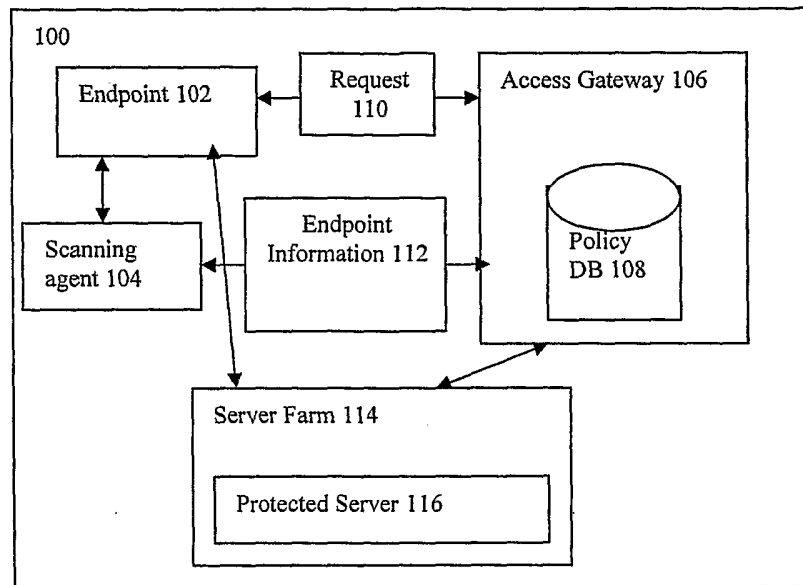 100
Endpoint 102
Request
110
Access Gateway 106
Scanning
agent 104
Endpoint
Information 112
Policy
DB 108
Server Farm 114
Protected Server 116